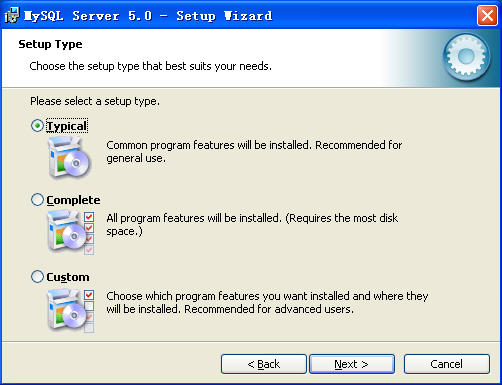 MySQL Server 5.0 - Setup Wizard
Setup Type
Choose the setup type that best suits your needs.
Please select a setup type.
Typical
Common program features will be installed. Recommended for
general use.
Complete
All program features will be installed. (Requires the most disk
space.)
Custom
Choose which program features you want installed and where they
will be installed. Recommended for advanced users.
< Back
Next >
Cancel